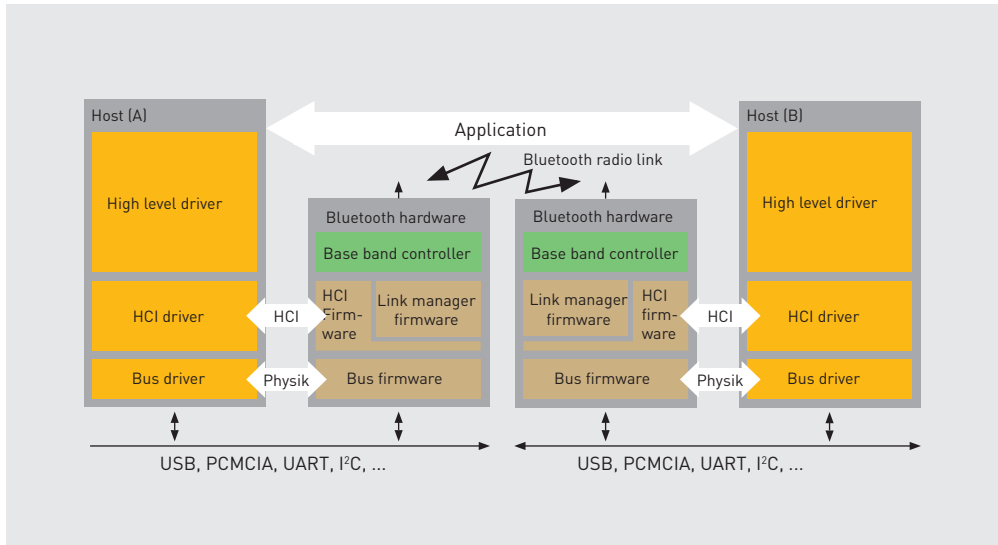 Host (A)
Host (B)
Application
Bluetooth radio link
High level driver
Bluetooth hardware
Bluetooth hardware
High level driver
Base band controller
Base band controller
HCI driver
HCI
HCI
Firm-
ware
Link manager
firmware
Link manager
firmware
HCI
firm-
ware
HCI
HCI driver
Bus driver
Physik
Bus firmware
Bus firmware
Physik
Bus driver
USB, PCMCIA, UART, I²C, ...
USB, PCMCIA, UART, I²C, ...